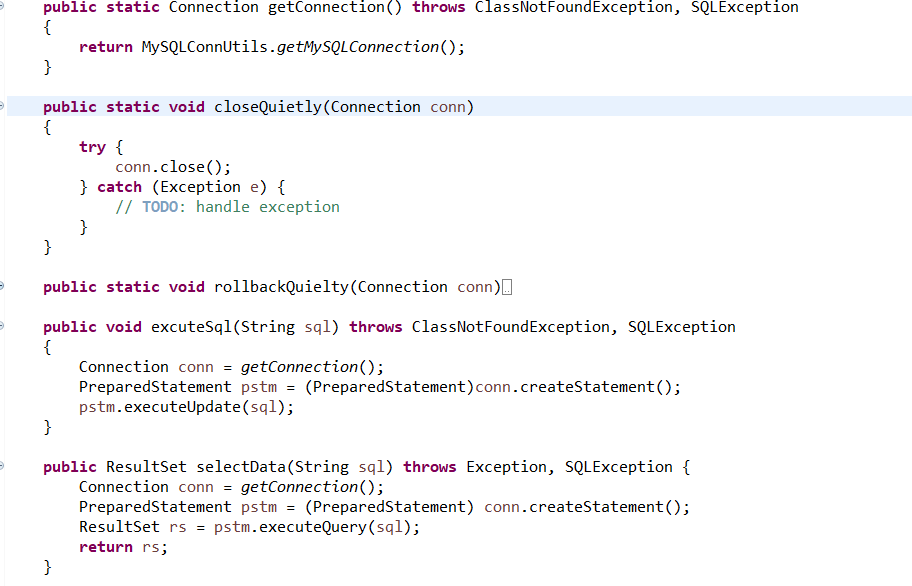 public static Connection getConnection() throws ClassNotFoundException, SQLException
{
return MySQLConnUtils.getMySQLConnection();
}
public static void closeQuietly(Connection conn)
{
try {
conn.close();
} catch (Exception e) {
// TODO: handle exception
}
}
public static void rollbackQuielty(Connection conn)
public void excuteSql(String sql) throws ClassNotFoundException, SQLException
{
Connection conn = getConnection();
PreparedStatement pstm = (PreparedStatement)conn.createStatement();
pstm.executeUpdate(sql);
}
public ResultSet selectData(String sql) throws Exception, SQLException {
Connection conn = getConnection();
PreparedStatement pstm = (PreparedStatement) conn.createStatement();
ResultSet rs = pstm.executeQuery(sql);
return rs;
}